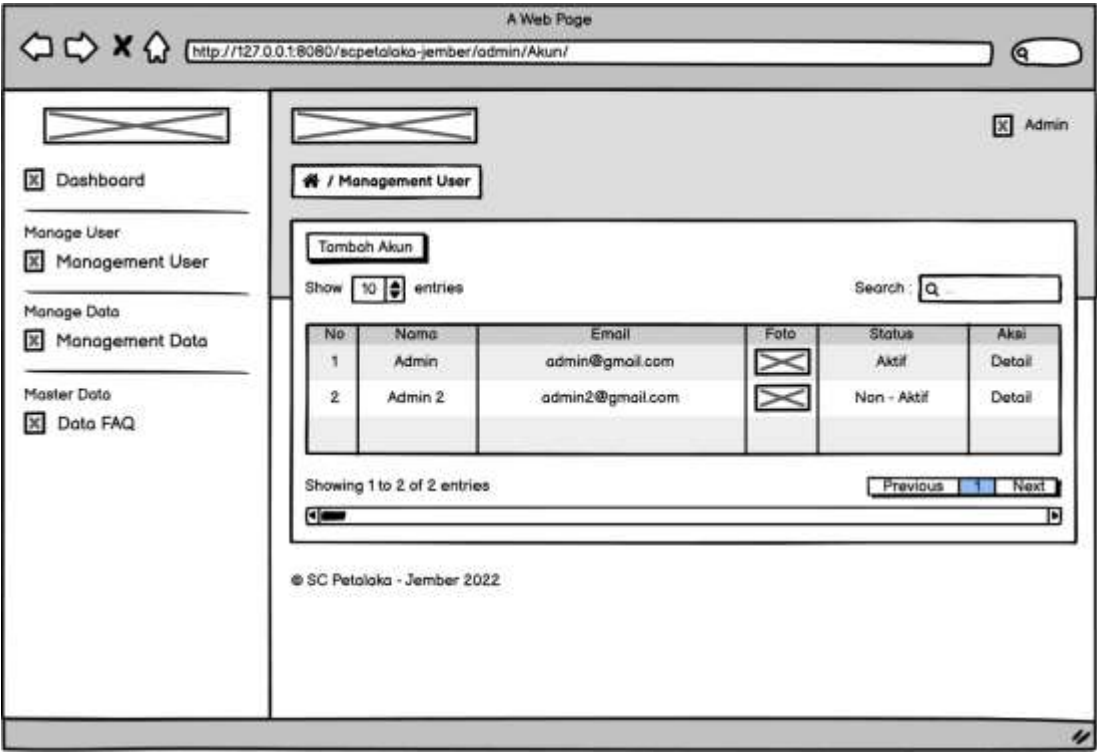 A Web Page
http://127.0.0.1:8080/scpetalaka-jember/admin/Akun/
Admin
Dashboard
/ Management User
Manage User
Management User
Tambah Akun
Show 10 entries
Search : ...
Manage Data
Management Data
No Nama Email Foto Status Aksi
1 Admin admin@gmail.com Aktif Detail
2 Admin 2 admin2@gmail.com Non - Aktif Detail
Master Data
Data FAQ
Showing 1 to 2 of 2 entries
Previous 1 Next
© SC Petalaka - Jember 2022